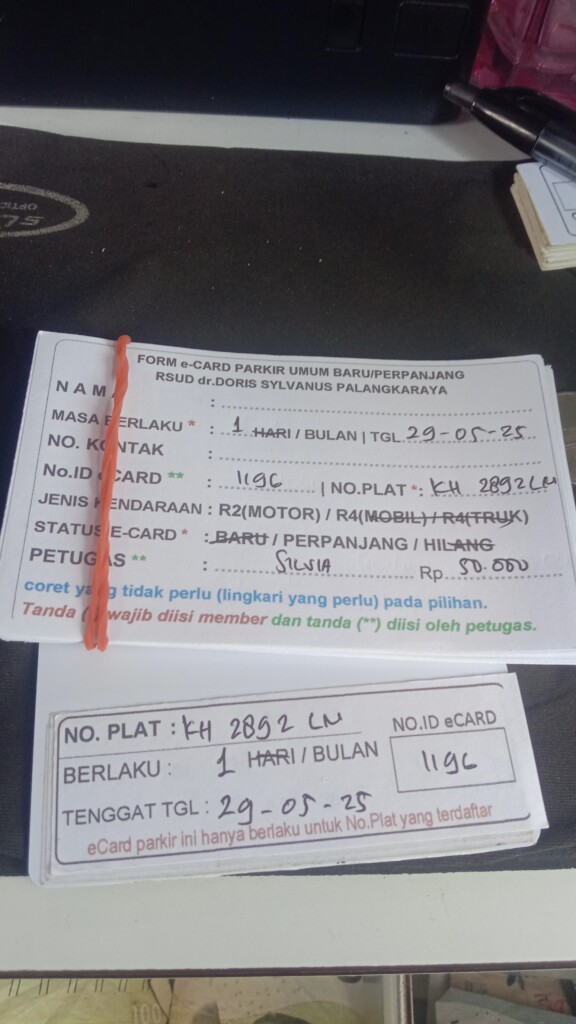 FORM e-CARD PARKIR UMUM BARU/PERPANJANG
RSUD dr.DORIS SYLVANUS PALANGKARAYA
NAMA :
MASA BERLAKU * : 1 HARI / BULAN | TGL 29-05-25
NO. KONTAK :
No.ID eCARD ** : 1196 | NO.PLAT *: KH 2892 LN
JENIS KENDARAAN : R2(MOTOR) / R4(MOBIL) / R4(TRUK)
STATUS E-CARD * : BARU / PERPANJANG / HILANG
PETUGAS ** : SILVIA Rp 50.000
coret yang tidak perlu (lingkari yang perlu) pada pilihan.
Tanda (*) wajib diisi member dan tanda (**) diisi oleh petugas.
NO. PLAT : KH 2892 LN
NO.ID eCARD
BERLAKU : 1 HARI / BULAN
1196
TENGGAT TGL : 29-05-25
eCard parkir ini hanya berlaku untuk No.Plat yang terdaftar
100